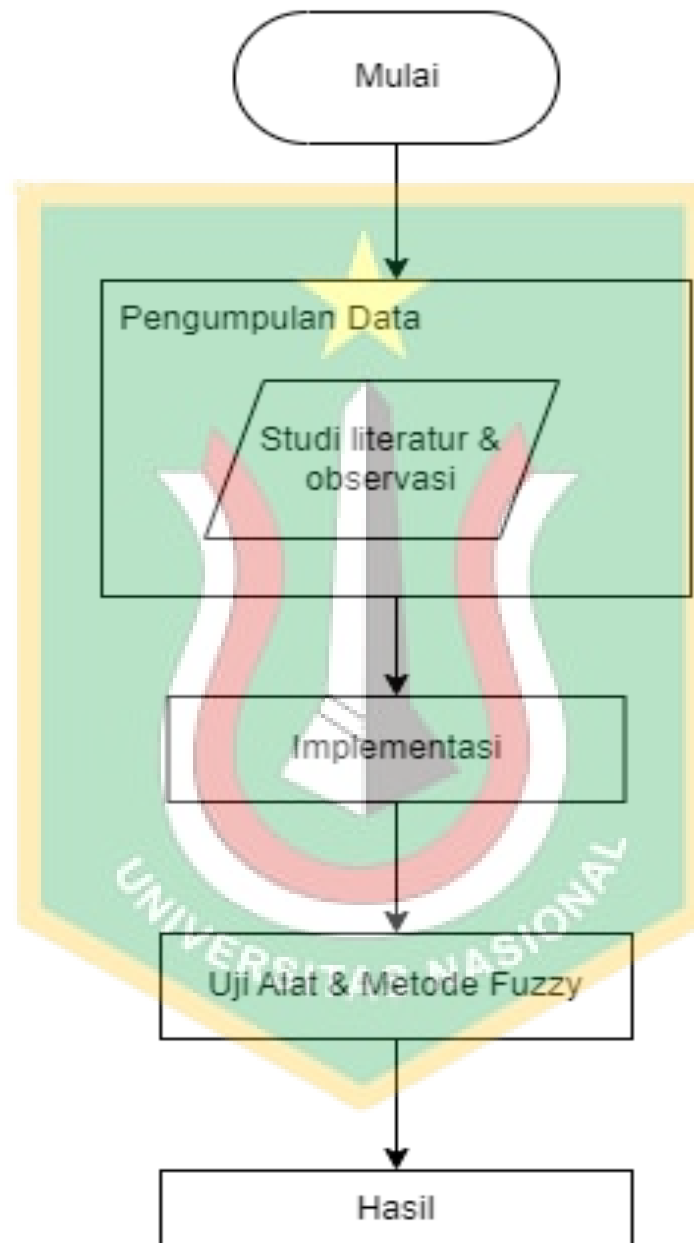 Mulai
Pengumpulan Data
Studi literatur &
observasi
Implementasi
UNIVERSITAS NASIONAL
Uji Alat & Metode Fuzzy
Hasil